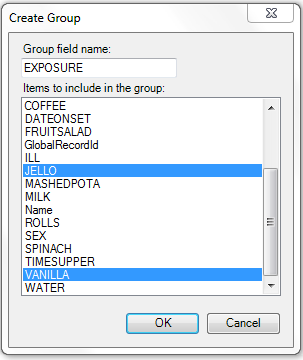 Create Group
Group field name:
EXPOSURE
Items to include in the group:
COFFEE
DATEONSET
FRUITSALAD
GlobalRecordId
ILL
JELLO
MASHEDPOTA
MILK
Name
ROLLS
SEX
SPINACH
TIMESUPPER
VANILLA
WATER
OK
Cancel